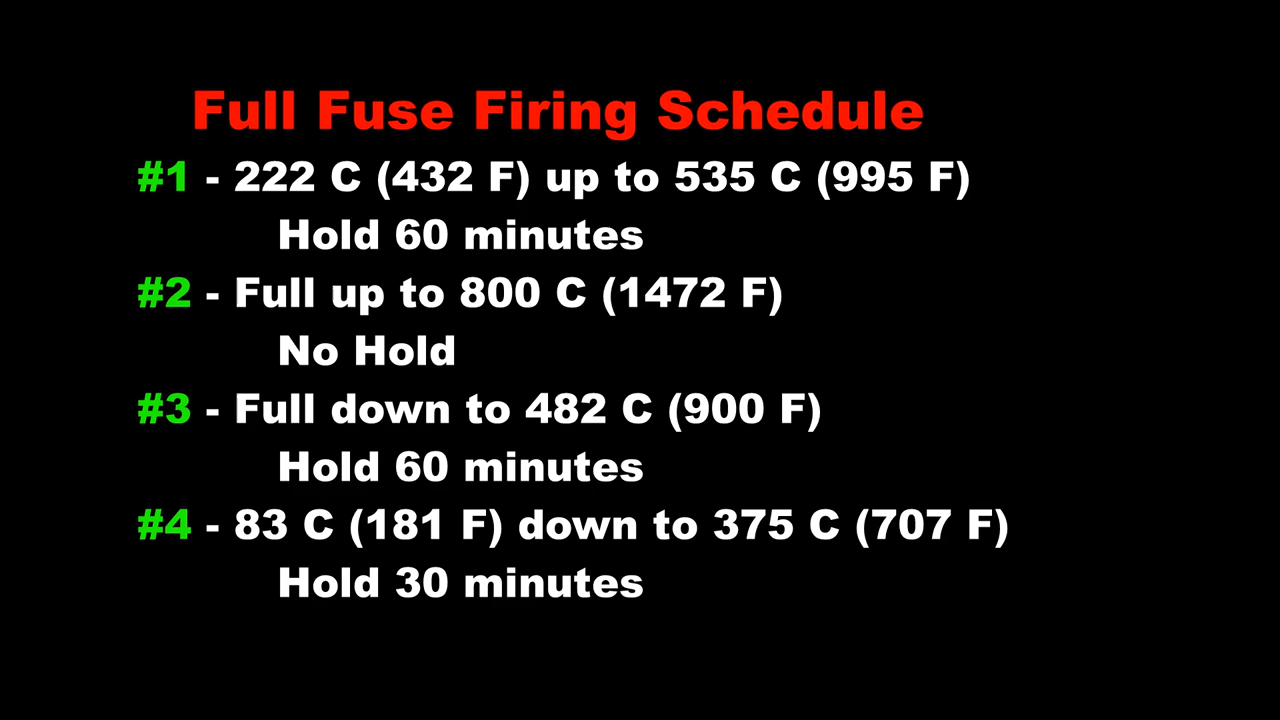 Full Fuse Firing Schedule
#1 - 222 C (432 F) up to 535 C (995 F)
Hold 60 minutes
#2 - Full up to 800 C (1472 F)
No Hold
#3 - Full down to 482 C (900 F)
Hold 60 minutes
#4 - 83 C (181 F) down to 375 C (707 F)
Hold 30 minutes